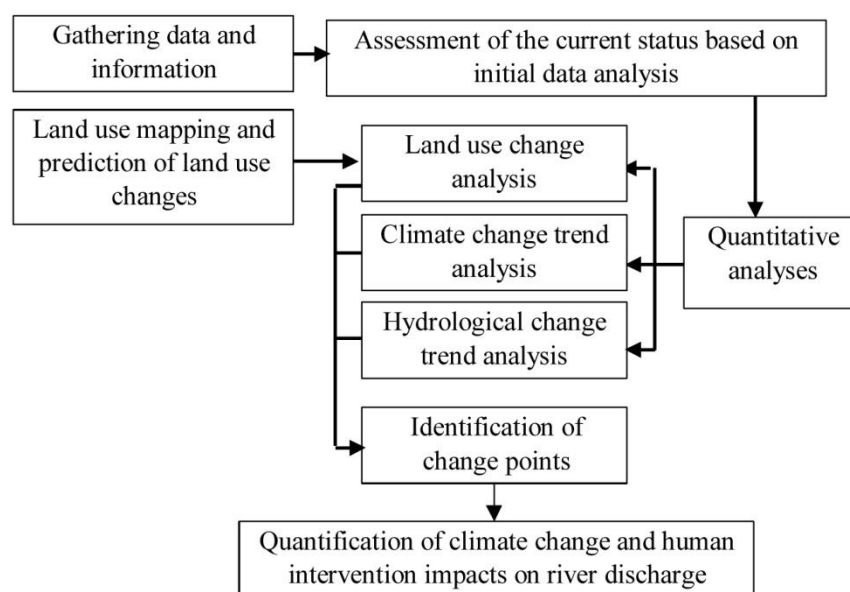 Gathering data and
information
Assessment of the current status based on
initial data analysis
Land use mapping and
prediction of land use
changes
Land use change
analysis
Climate change trend
analysis
Quantitative
analyses
Hydrological change
trend analysis
Identification of
change points
Quantification of climate change and human
intervention impacts on river discharge